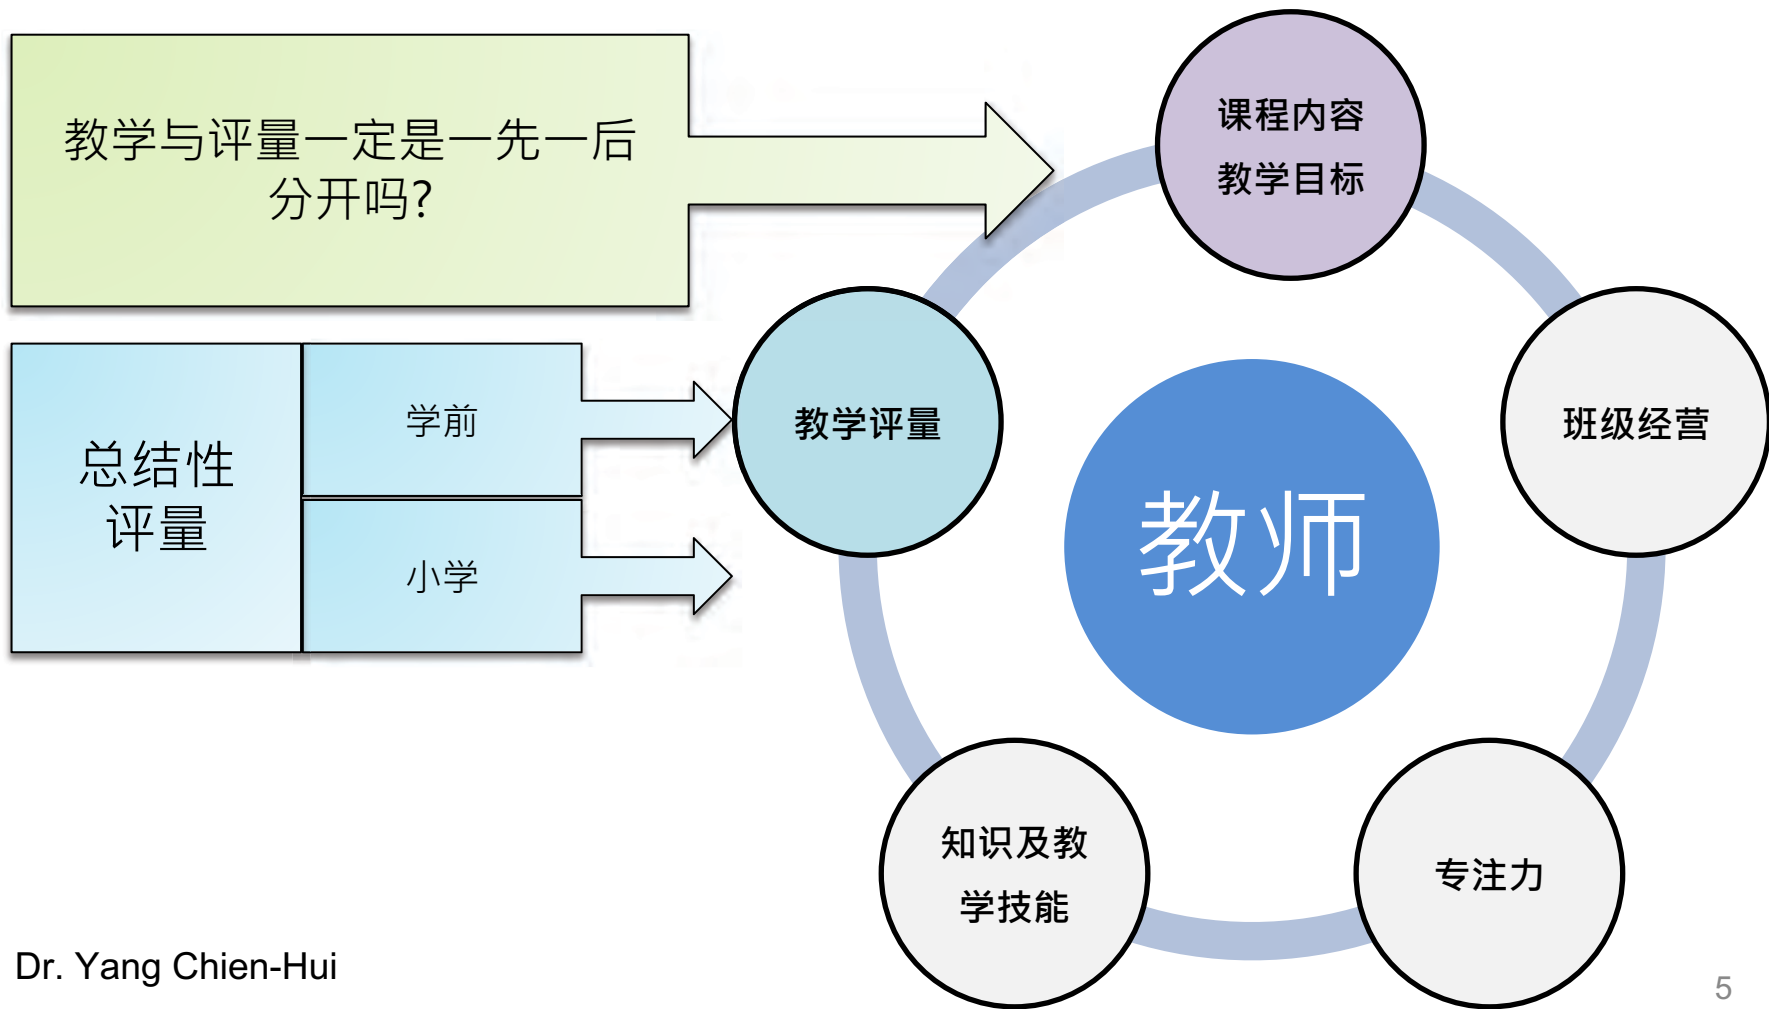 教学与评量一定是一先一后
分开吗?
总结性
评量
学前
小学
课程内容
教学目标
教学评量
班级经营
教师
知识及教
学技能
专注力
Dr. Yang Chien-Hui
5